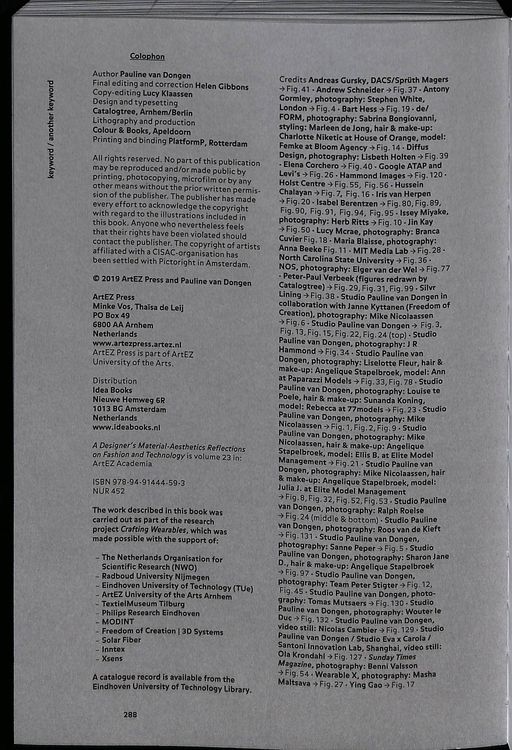 Colophon
keyword / another keyword
Author Pauline van Dongen
Final editing and correction Helen Gibbons
Copy-editing Lucy Klaassen
Design and typesetting
Catalogtree, Arnhem/Berlin
Lithography and production
Colour & Books, Apeldoorn
Printing and binding PlatformP, Rotterdam
All rights reserved. No part of this publication
may be reproduced and/or made public by
printing, photocopying, microfilm or by any
other means without the prior written permis-
sion of the publisher. The publisher has made
every effort to acknowledge the copyright
with regard to the illustrations included in
this book. Anyone who nevertheless feels
that their rights have been violated should
contact the publisher. The copyright of artists
affiliated with a CISAC-organisation has
been settled with Pictoright in Amsterdam.
© 2019 ArtEZ Press and Pauline van Dongen
ArtEZ Press
Minke Vos, Thaisa de Leij
PO Box 49
6800 AA Arnhem
Netherlands
www.artezpress.artez.nl
ArtEZ Press is part of ArtEZ
University of the Arts.
Distribution
Idea Books
Nieuwe Hemweg 6R
1013 BG Amsterdam
Netherlands
www.ideabooks.nl
A Designer's Material-Aesthetics Reflections
on Fashion and Technology is volume 23 in:
ArtEZ Academia
ISBN 978-94-91444-59-3
NUR 452
The work described in this book was
carried out as part of the research
project Crafting Wearables, which was
made possible with the support of:
– The Netherlands Organisation for
Scientific Research (NWO)
– Radboud University Nijmegen
– Eindhoven University of Technology (TUe)
– ArtEZ University of the Arts Arnhem
– TextielMuseum Tilburg
– Philips Research Eindhoven
– MODINT
– Freedom of Creation | 3D Systems
– Solar Fiber
– Inntex
– Xsens
A catalogue record is available from the
Eindhoven University of Technology Library.
288
Credits Andreas Gursky, DACS/Sprüth Magers
→ Fig. 41 · Andrew Schneider → Fig. 37 · Antony
Gormley, photography: Stephen White,
London → Fig. 4 · Bart Hess → Fig. 19 · de/
FORM, photography: Sabrina Bongiovanni,
styling: Marleen de Jong, hair & make-up:
Charlotte Niketic at House of Orange, model:
Femke at Bloom Agency → Fig. 14 · Diffus
Design, photography: Lisbeth Holten → Fig. 39
· Elena Corchero → Fig. 40 · Google ATAP and
Levi's → Fig. 26 · Hammond Images → Fig. 120 ·
Holst Centre → Fig. 55, Fig. 56 · Hussein
Chalayan → Fig. 7, Fig. 16 · Iris van Herpen
→ Fig. 20 · Isabel Berentzen → Fig. 80, Fig. 89,
Fig. 90, Fig. 91, Fig. 94, Fig. 95 · Issey Miyake,
photography: Herb Ritts → Fig. 10 · Jin Kay
→ Fig. 50 · Lucy Mcrae, photography: Branca
Cuvier Fig. 18 · Maria Blaisse, photography:
Anna Beeke Fig. 11 · MIT Media Lab → Fig. 28 ·
North Carolina State University → Fig. 36 ·
NOS, photography: Elger van der Wel → Fig. 77
· Peter-Paul Verbeek (figures redrawn by
Catalogtree) → Fig. 29, Fig. 31, Fig. 99 · Silvr
Lining → Fig. 38 · Studio Pauline van Dongen in
collaboration with Janne Kyttanen (Freedom of
Creation), photography: Mike Nicolaassen
→ Fig. 6 · Studio Pauline van Dongen → Fig. 3,
Fig. 13, Fig. 15, Fig. 22, Fig. 24 (top) · Studio
Pauline van Dongen, photography: J R
Hammond → Fig. 34 · Studio Pauline van
Dongen, photography: Liselotte Fleur, hair &
make-up: Angelique Stapelbroek, model: Ann
at Paparazzi Models → Fig. 33, Fig. 78 · Studio
Pauline van Dongen, photography: Louise te
Poele, hair & make-up: Sunanda Koning,
model: Rebecca at 77models → Fig. 23 · Studio
Pauline van Dongen, photography: Mike
Nicolaassen → Fig. 1, Fig. 2, Fig. 9 · Studio
Pauline van Dongen, photography: Mike
Nicolaassen, hair & make-up: Angelique
Stapelbroek, model: Ellis B. at Elite Model
Management → Fig. 21 · Studio Pauline van
Dongen, photography: Mike Nicolaassen, hair
& make-up: Angelique Stapelbroek, model:
Julia J. at Elite Model Management
→ Fig. 8, Fig. 32, Fig. 52, Fig. 53 · Studio Pauline
van Dongen, photography: Ralph Roelse
→ Fig. 24 (middle & bottom) · Studio Pauline
van Dongen, photography: Roos van de Kieft
→ Fig. 131 · Studio Pauline van Dongen,
photography: Sanne Peper → Fig. 5 · Studio
Pauline van Dongen, photography: Sharon Jane
D., hair & make-up: Angelique Stapelbroek
→ Fig. 97 · Studio Pauline van Dongen,
photography: Team Peter Stigter → Fig. 12,
Fig. 45 · Studio Pauline van Dongen, photo-
graphy: Tomas Mutsaers → Fig. 130 · Studio
Pauline van Dongen, photography: Wouter le
Duc → Fig. 132 · Studio Pauline van Dongen,
video still: Nicolas Cambier → Fig. 129 · Studio
Pauline van Dongen / Studio Eva x Carola /
Santoni Innovation Lab, Shanghai, video still:
Ola Krondahl → Fig. 127 · Sunday Times
Magazine, photography: Benni Valsson
→ Fig. 54 · Wearable X, photography: Masha
Maltsava → Fig. 27 · Ying Gao → Fig. 17